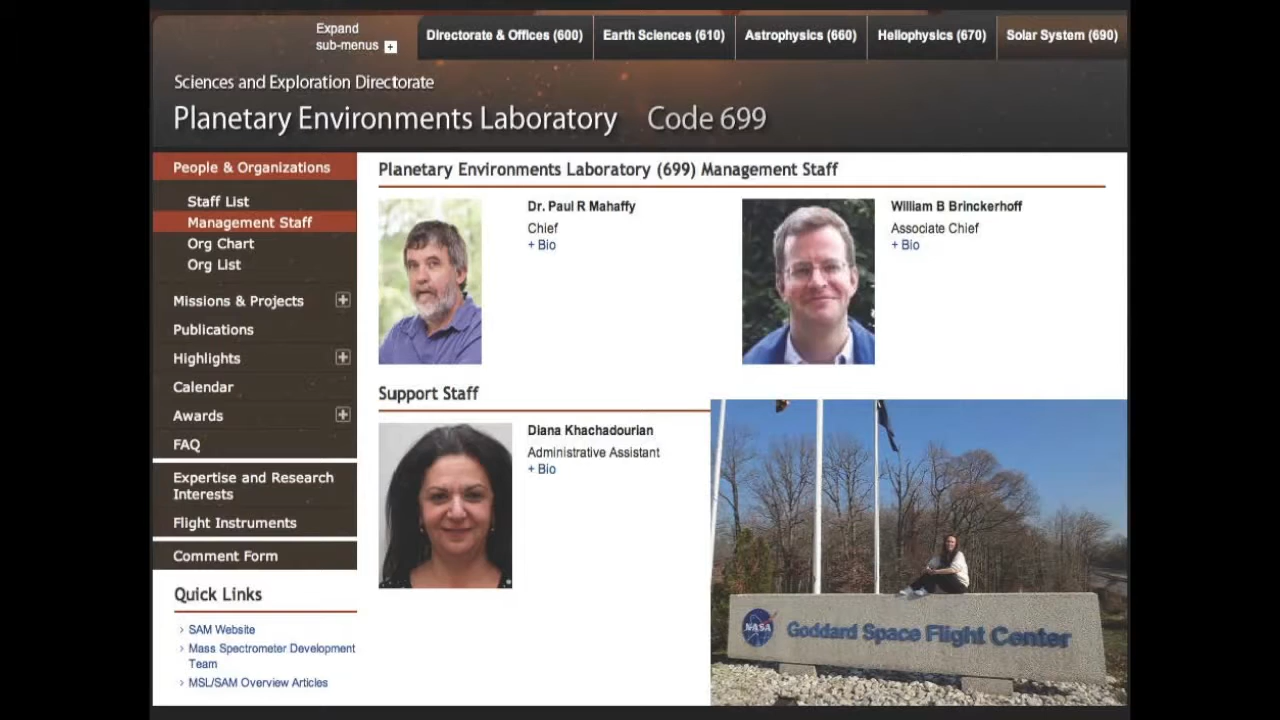 Expand
sub-menus
Directorate & Offices (600)
Earth Sciences (610)
Astrophysics (660)
Heliophysics (670)
Solar System (690)
Sciences and Exploration Directorate
Planetary Environments Laboratory Code 699
People & Organizations
Staff List
Management Staff
Org Chart
Org List
Missions & Projects
Publications
Highlights
Calendar
Awards
FAQ
Expertise and Research
Interests
Flight Instruments
Comment Form
Quick Links
SAM Website
Mass Spectrometer Development
Team
MSL/SAM Overview Articles
Planetary Environments Laboratory (699) Management Staff
Dr. Paul R Mahaffy
Chief
+ Bio
William B Brinckerhoff
Associate Chief
+ Bio
Support Staff
Diana Khachadourian
Administrative Assistant
+ Bio
NASA
Goddard Space Flight Center